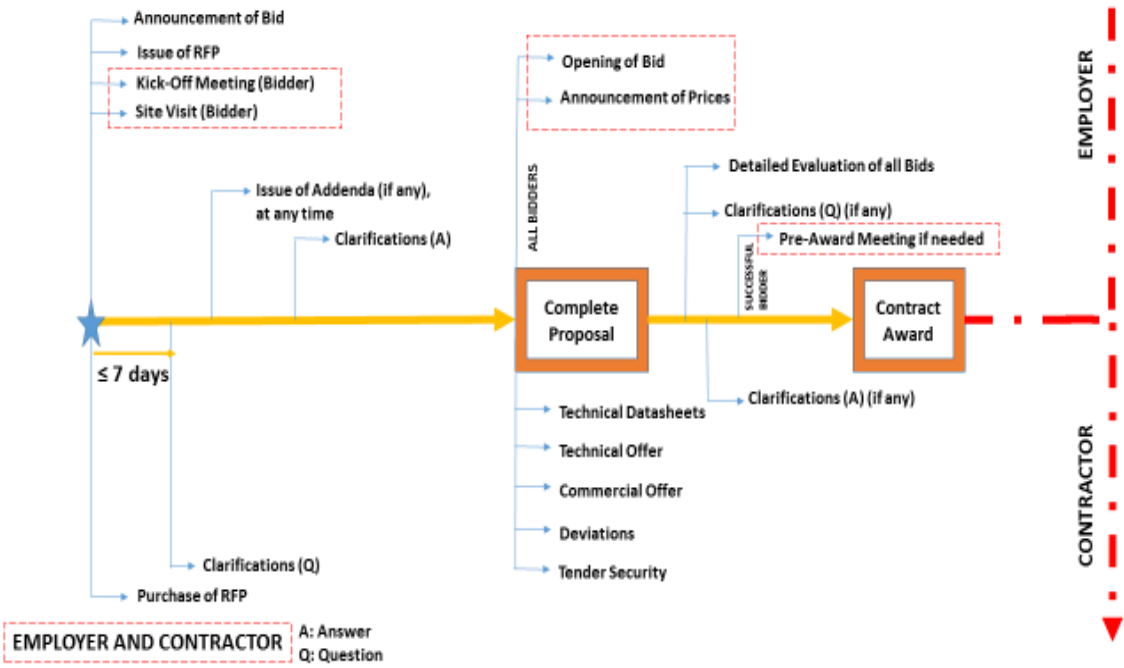 Announcement of Bid
Issue of RFP
Kick-Off Meeting (Bidder)
Site Visit (Bidder)
Issue of Addenda (if any),
at any time
Clarifications (A)
Opening of Bid
Announcement of Prices
ALL BIDDERS
Detailed Evaluation of all Bids
Clarifications (Q) (if any)
Pre-Award Meeting if needed
SUCCESSFUL
BIDDER
EMPLOYER
Complete
Proposal
Contract
Award
≤ 7 days
Clarifications (A) (if any)
Technical Datasheets
Technical Offer
Commercial Offer
Deviations
Tender Security
Clarifications (Q)
Purchase of RFP
CONTRACTOR
EMPLOYER AND CONTRACTOR
A: Answer
Q: Question